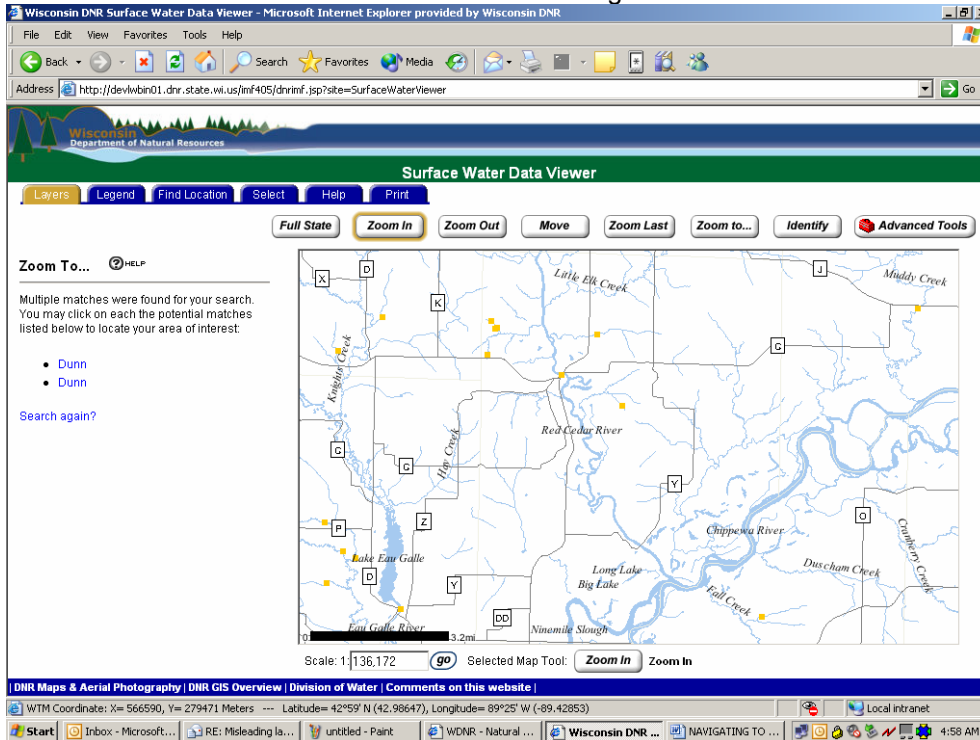 Wisconsin DNR Surface Water Data Viewer - Microsoft Internet Explorer provided by Wisconsin DNR
File Edit View Favorites Tools Help
Back Search Favorites Media
Address http://devlwbin01.dnr.state.wi.us/imf405/dnrimf.jsp?site=SurfaceWaterViewer Go
Wisconsin
Department of Natural Resources
Surface Water Data Viewer
Layers Legend Find Location Select Help Print
Full State Zoom In Zoom Out Move Zoom Last Zoom to... Identify Advanced Tools
Zoom To... ? HELP
Multiple matches were found for your search.
You may click on each the potential matches
listed below to locate your area of interest:
• Dunn
• Dunn
Search again?
X D K J
Little Elk Creek
Muddy Creek
G
Knights Creek
Red Cedar River
Hay Creek
G G
Y
P Z
O
Chippewa River
Cranberry Creek
Lake Eau Galle
D Y
Long Lake
Big Lake
Duscham Creek
Fall Creek
DD
Eau Galle River
Ninemile Slough
0 3.2mi
Scale: 1: 136,172 go Selected Map Tool: Zoom In Zoom In
| DNR Maps & Aerial Photography | DNR GIS Overview | Division of Water | Comments on this website |
WTM Coordinate: X= 566590, Y= 279471 Meters --- Latitude= 42°59' N (42.98647), Longitude= 89°25' W (-89.42853) Local intranet
Start Inbox - Microsoft... RE: Misleading la... untitled - Paint WDNR - Natural ... Wisconsin DNR ... NAVIGATING TO ... 4:58 AM